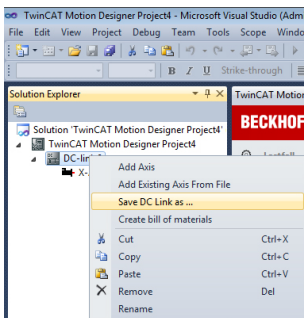 TwinCAT Motion Designer Project4 - Microsoft Visual Studio (Adm
File Edit View Project Debug Team Tools Scope Windo
B I U Strike-through
Solution Explorer
TwinCAT Motion
Solution 'TwinCAT Motion Designer Project4'
TwinCAT Motion Designer Project4
BECKHOF
DC-lin
X-
Add Axis
Add Existing Axis From File
Save DC Link as ...
Create bill of materials
Cut Ctrl+X
Copy Ctrl+C
Paste Ctrl+V
Remove Del
Rename